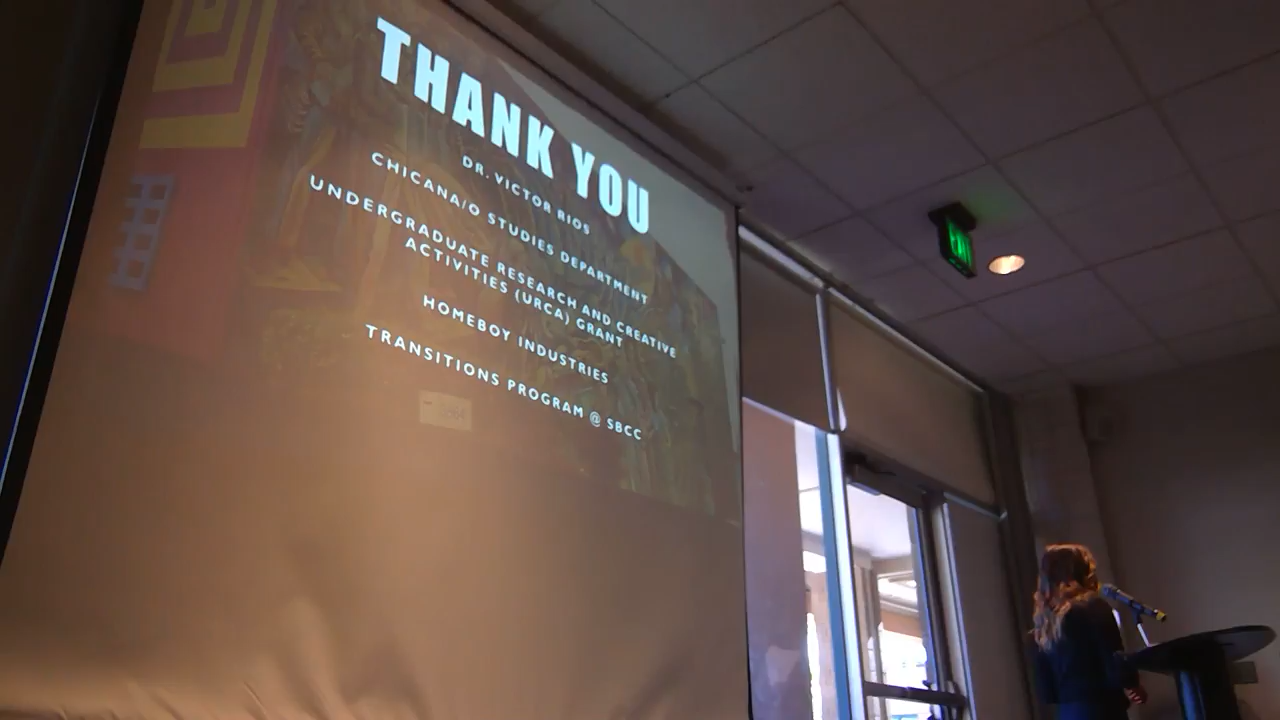 THANK YOU
DR. VICTOR RIOS
CHICANA/O STUDIES DEPARTMENT
UNDERGRADUATE RESEARCH AND CREATIVE
ACTIVITIES (URCA) GRANT
HOMEBOY INDUSTRIES
TRANSITIONS PROGRAM @ SBCC
EXIT